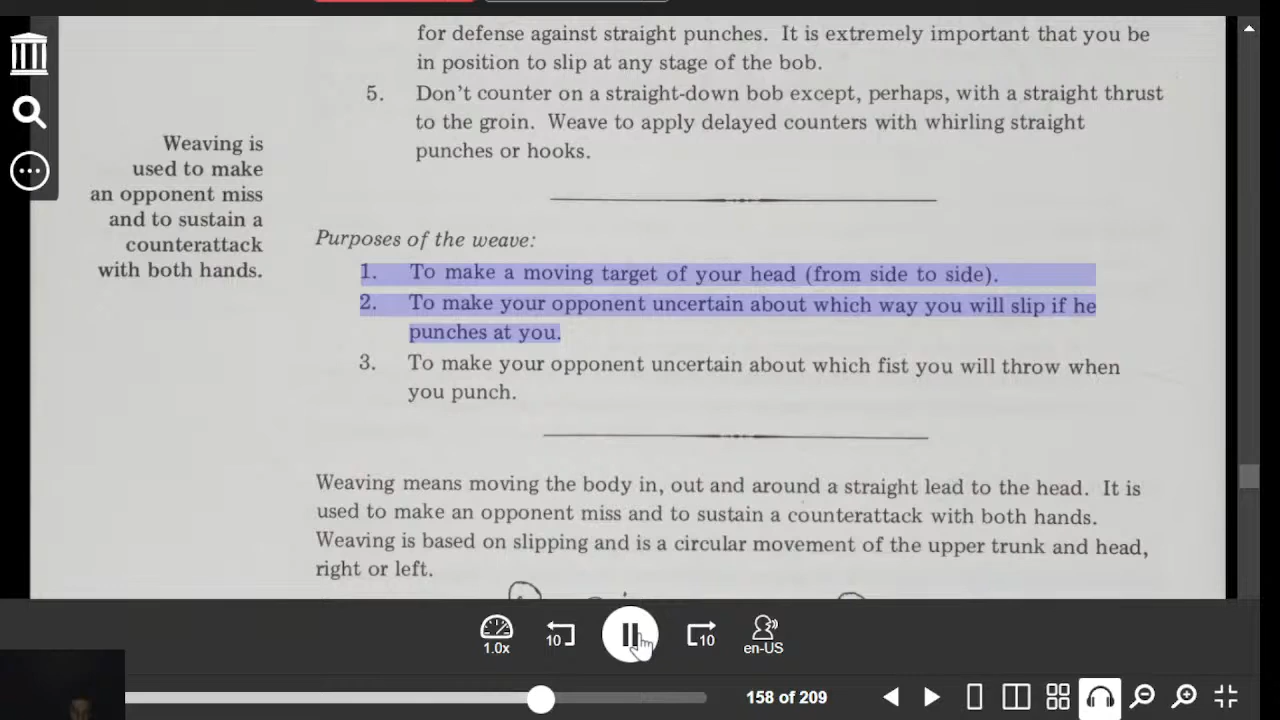 for defense against straight punches. It is extremely important that you be
in position to slip at any stage of the bob.
5. Don't counter on a straight-down bob except, perhaps, with a straight thrust
to the groin. Weave to apply delayed counters with whirling straight
punches or hooks.
Weaving is
used to make
an opponent miss
and to sustain a
counterattack
with both hands.
Purposes of the weave:
1. To make a moving target of your head (from side to side).
2. To make your opponent uncertain about which way you will slip if he
punches at you.
3. To make your opponent uncertain about which fist you will throw when
you punch.
Weaving means moving the body in, out and around a straight lead to the head. It is
used to make an opponent miss and to sustain a counterattack with both hands.
Weaving is based on slipping and is a circular movement of the upper trunk and head,
right or left.
1.0x
10
10
en-US
158 of 209